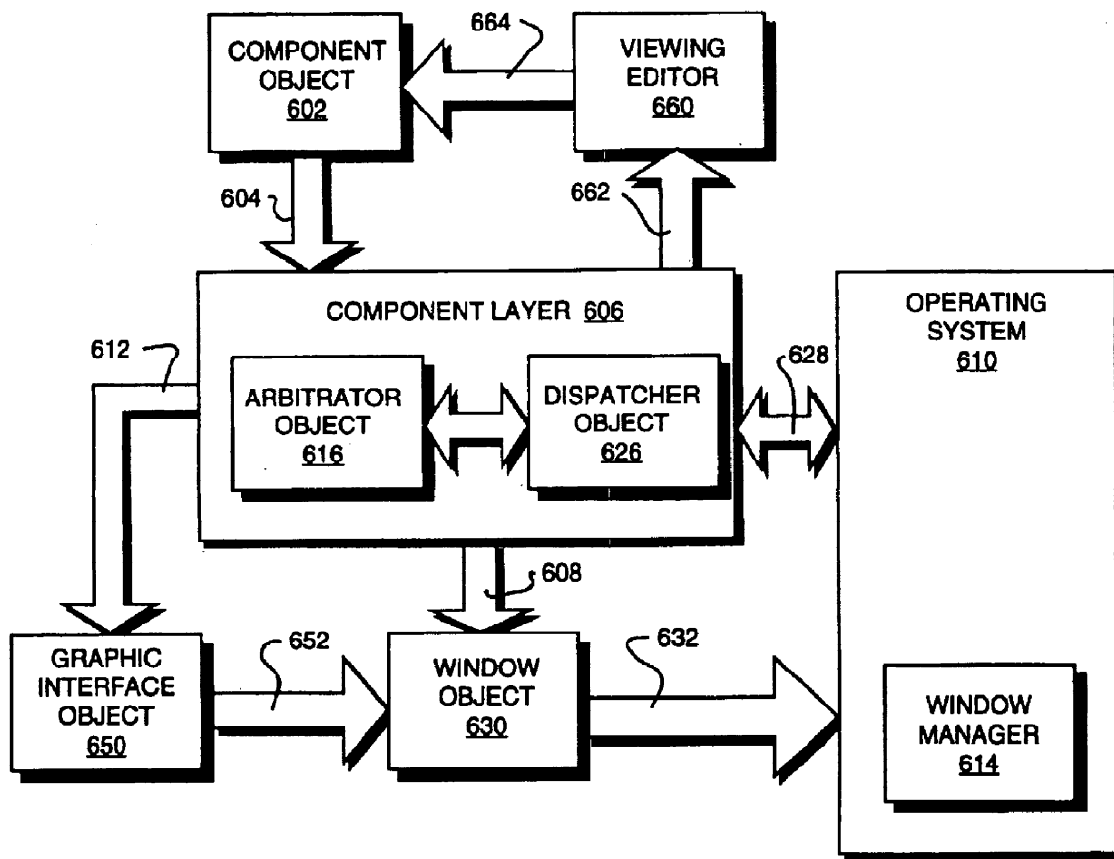 COMPONENT
OBJECT
602
664
VIEWING
EDITOR
660
604
662
COMPONENT LAYER 606
OPERATING
SYSTEM
610
612
628
ARBITRATOR
OBJECT
616
DISPATCHER
OBJECT
626
608
GRAPHIC
INTERFACE
OBJECT
650
652
WINDOW
OBJECT
630
632
WINDOW
MANAGER
614